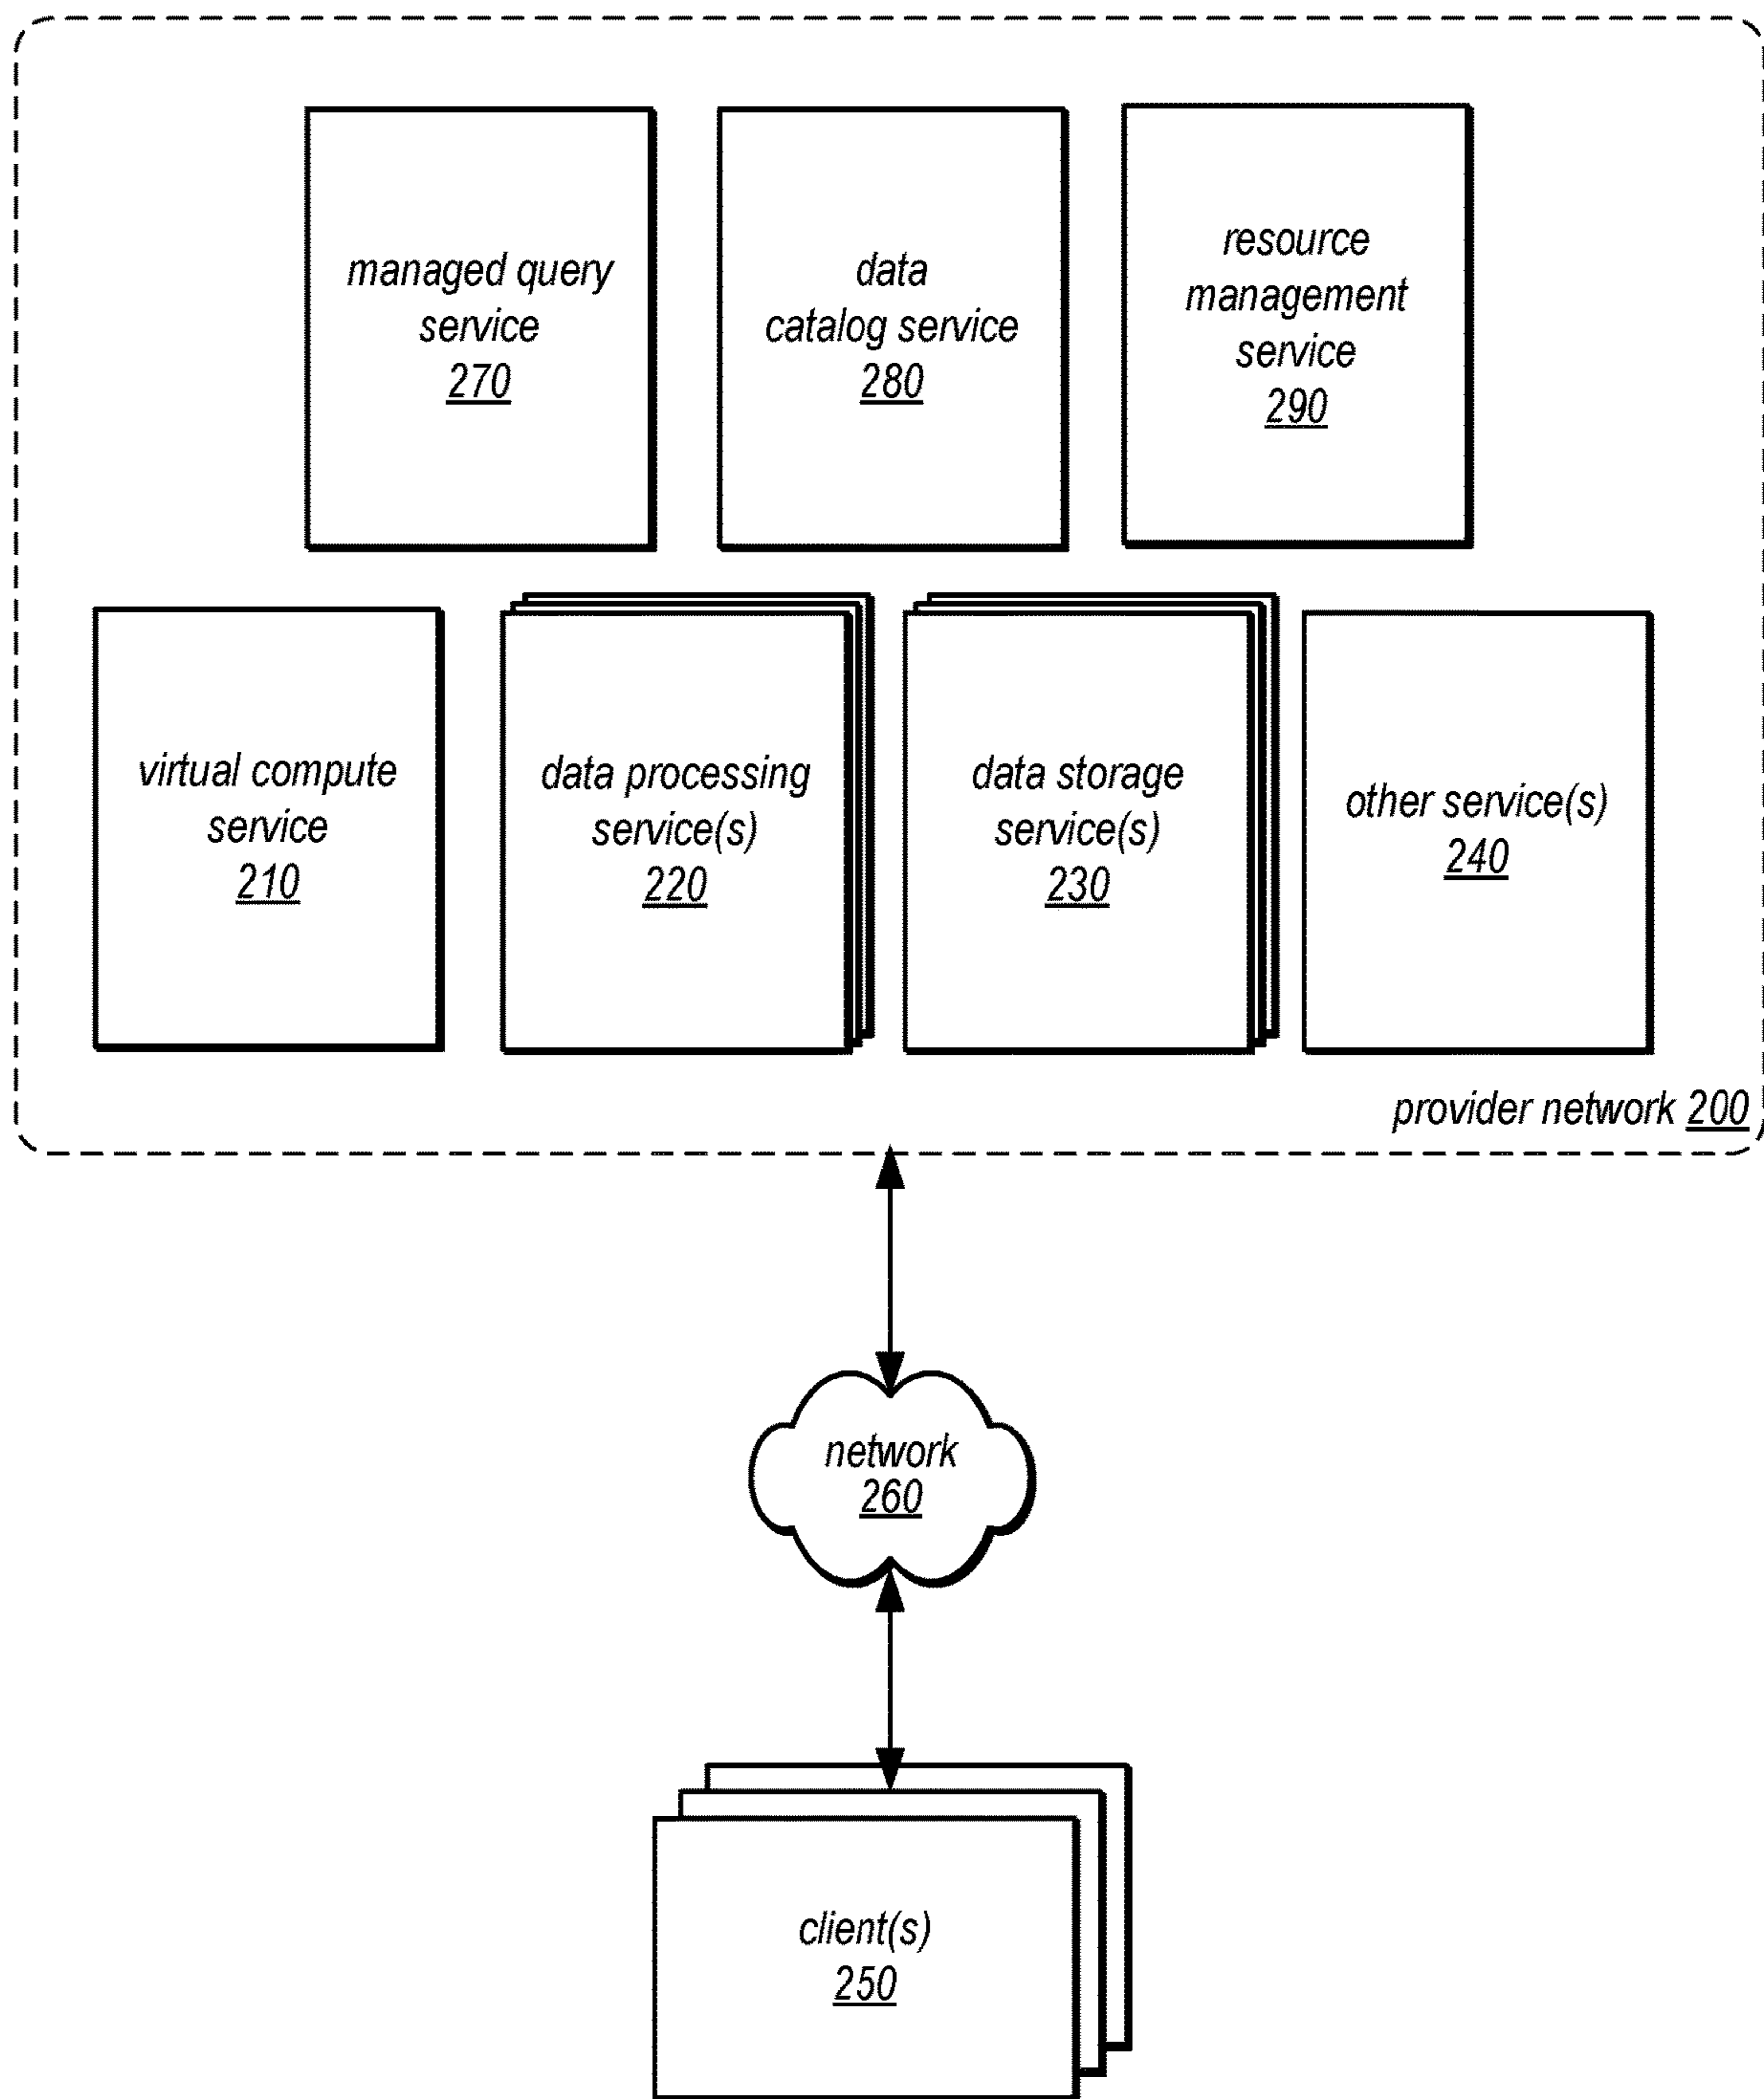 managed query
service
270
data
catalog service
280
resource
management
service
290
virtual compute
service
210
data processing
service(s)
220
data storage
service(s)
230
other service(s)
240
provider network 200
network
260
client(s)
250